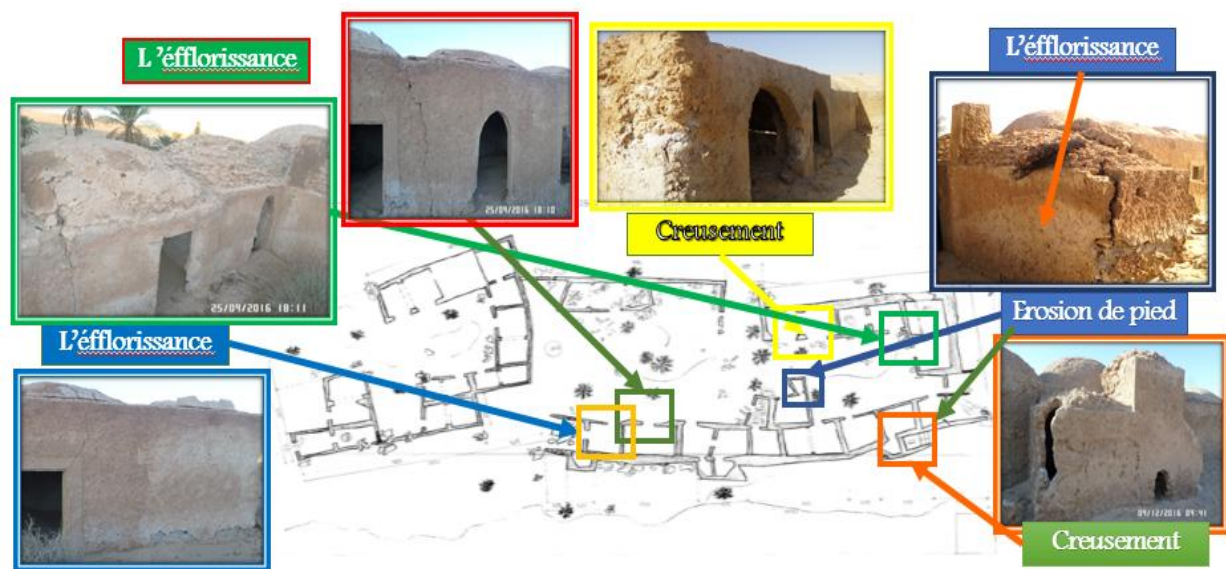 L'éfflorissance
L'éfflorissance
25/09/2016 18:10
Creusement
25/09/2016 18:11
Erosion de pied
L'éfflorissance
09/12/2016 09:41
Creusement